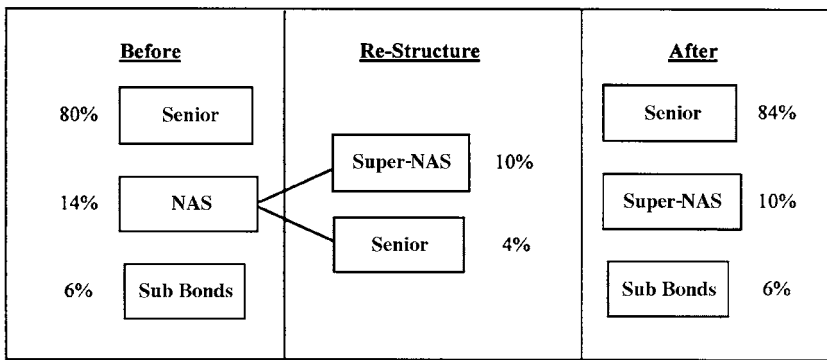 Before
80% Senior
14% NAS
6% Sub Bonds
Re-Structure
Super-NAS 10%
Senior 4%
After
Senior 84%
Super-NAS 10%
Sub Bonds 6%